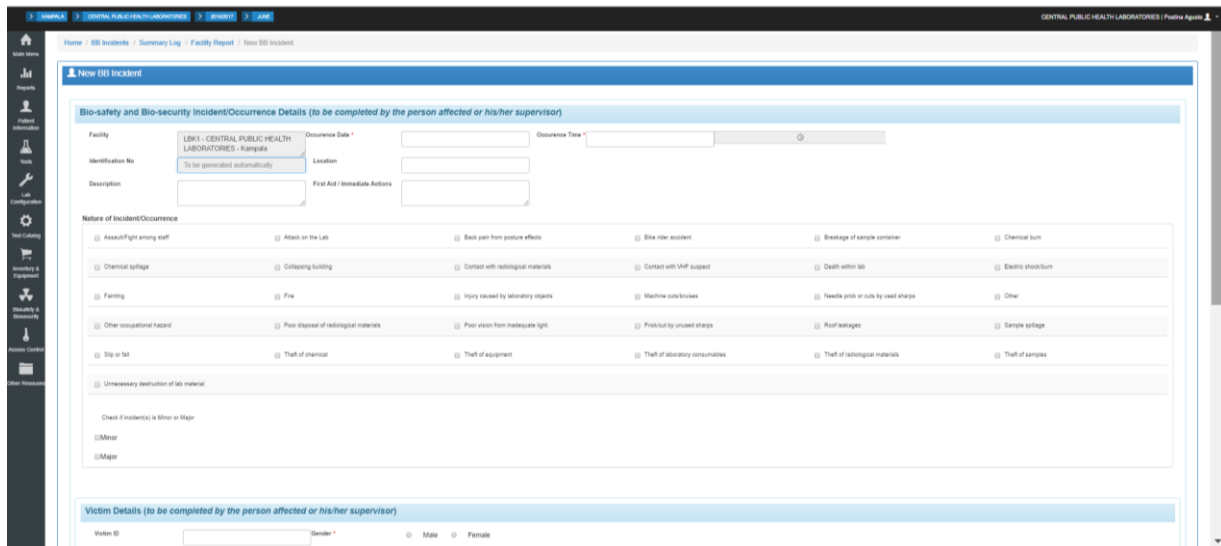 KAMPALA CENTRAL PUBLIC HEALTH LABORATORIES 2016/2017 JUNE CENTRAL PUBLIC HEALTH LABORATORIES | Postina Agusto
Main Menu
Reports
Patient Information
Tests
Lab Configuration
Test Catalog
Inventory & Equipment
Biosafety & Biosecurity
Access Control
Other Resources
Home / BB Incidents / Summary Log / Facility Report / New BB Incident
New BB Incident
Bio-safety and Bio-security Incident/Occurrence Details (to be completed by the person affected or his/her supervisor)
Facility LBK1 - CENTRAL PUBLIC HEALTH LABORATORIES - Kampala Occurence Date * Occurence Time *
Identification No To be generated automatically Location
Description First Aid / Immediate Actions
Nature of Incident/Occurrence
Assault/Fight among staff Attack on the Lab Back pain from posture effects Bike rider accident Breakage of sample container Chemical burn
Chemical spillage Collapsing building Contact with radiological materials Contact with VHF suspect Death within lab Electric shock/burn
Fainting Fire Injury caused by laboratory objects Machine cuts/bruises Needle prick or cuts by used sharps Other
Other occupational hazard Poor disposal of radiological materials Poor vision from inadequate light Prick/cut by unused sharps Roof leakages Sample spillage
Slip or fall Theft of chemical Theft of equipment Theft of laboratory consumables Theft of radiological materials Theft of samples
Unnecessary destruction of lab material
Check if incident(s) is Minor or Major
Minor
Major
Victim Details (to be completed by the person affected or his/her supervisor)
Victim ID Gender * Male Female